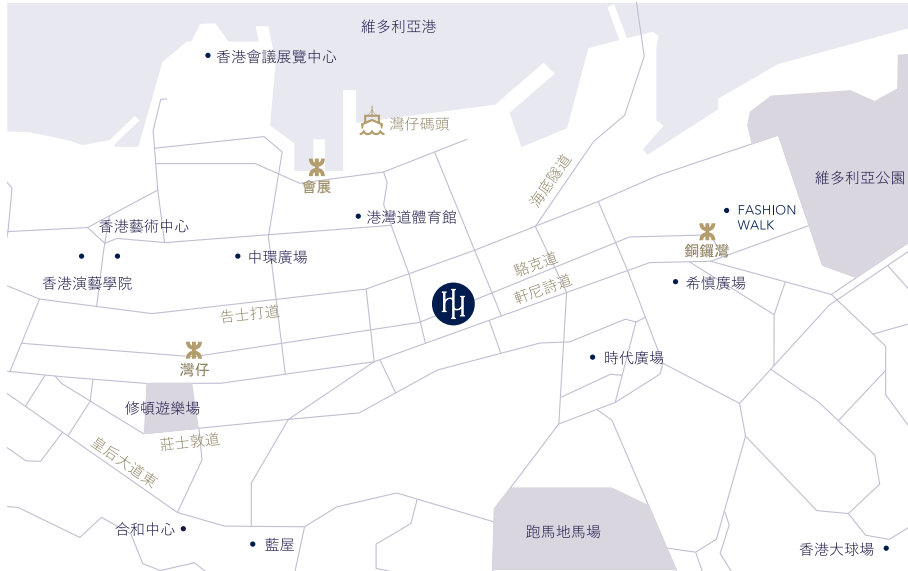 維多利亞港
香港會議展覽中心
灣仔碼頭
會展
海底隧道
維多利亞公園
FASHION
WALK
港灣道體育館
香港藝術中心
銅鑼灣
中環廣場
駱克道
香港演藝學院
希慎廣場
軒尼詩道
HH
告士打道
時代廣場
灣仔
修頓遊樂場
莊士敦道
皇后大道東
合和中心
跑馬地馬場
藍屋
香港大球場